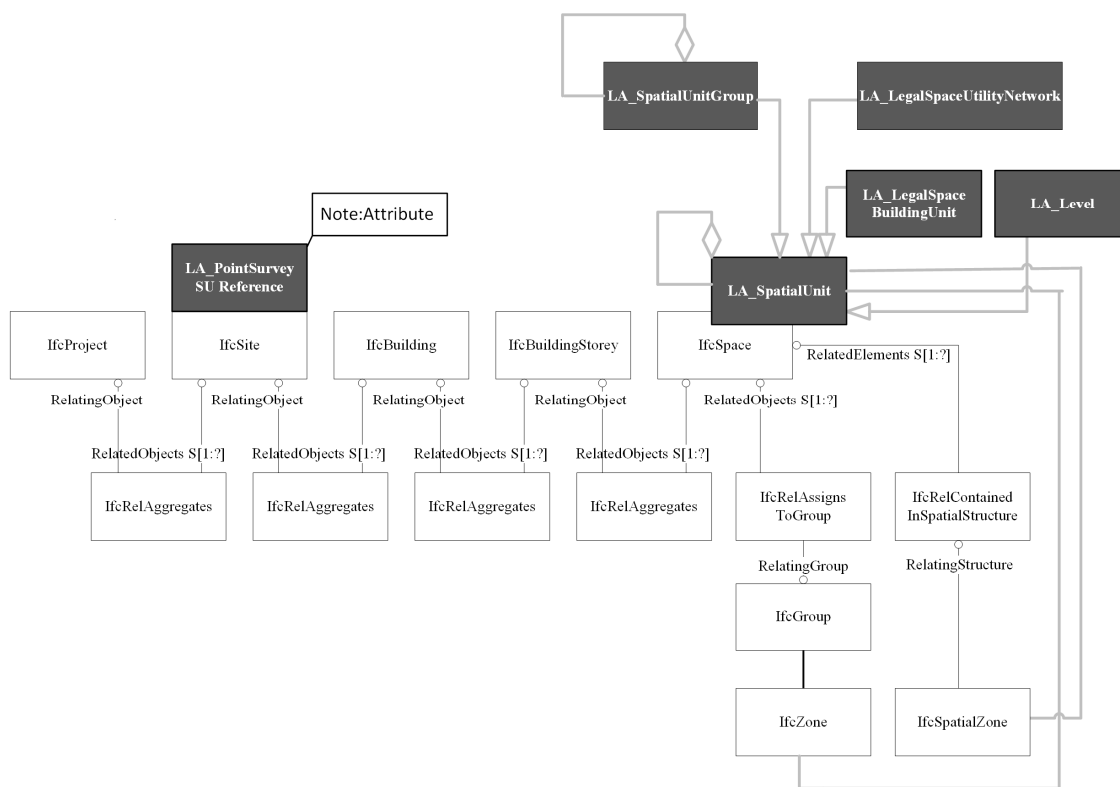 LA_SpatialUnitGroup
LA_LegalSpaceUtilityNetwork
LA_LegalSpace
BuildingUnit
LA_Level
Note:Attribute
LA_PointSurvey
SU Reference
LA_SpatialUnit
IfcProject
IfcSite
IfcBuilding
IfcBuildingStorey
IfcSpace
RelatedElements S[1:?]
RelatingObject
RelatingObject
RelatingObject
RelatingObject
RelatedObjects S[1:?]
RelatedObjects S[1:?]
RelatedObjects S[1:?]
RelatedObjects S[1:?]
RelatedObjects S[1:?]
IfcRelAggregates
IfcRelAggregates
IfcRelAggregates
IfcRelAggregates
IfcRelAssigns
ToGroup
IfcRelContained
InSpatialStructure
RelatingGroup
RelatingStructure
IfcGroup
IfcZone
IfcSpatialZone